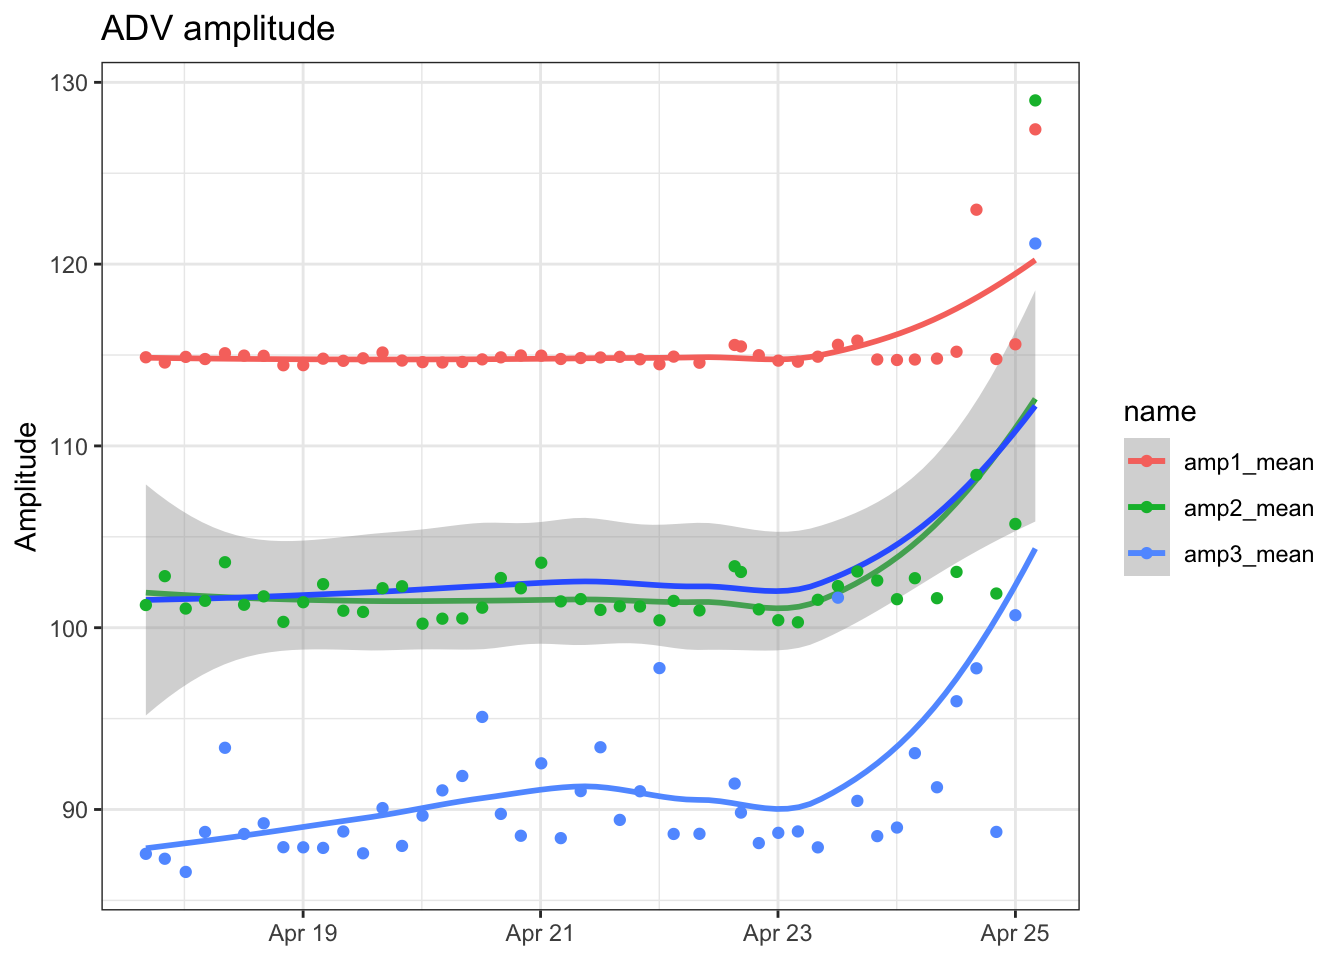 ADV amplitude
130
120
110
100
90
Amplitude
Apr 19
Apr 21
Apr 23
Apr 25
name
amp1_mean
amp2_mean
amp3_mean